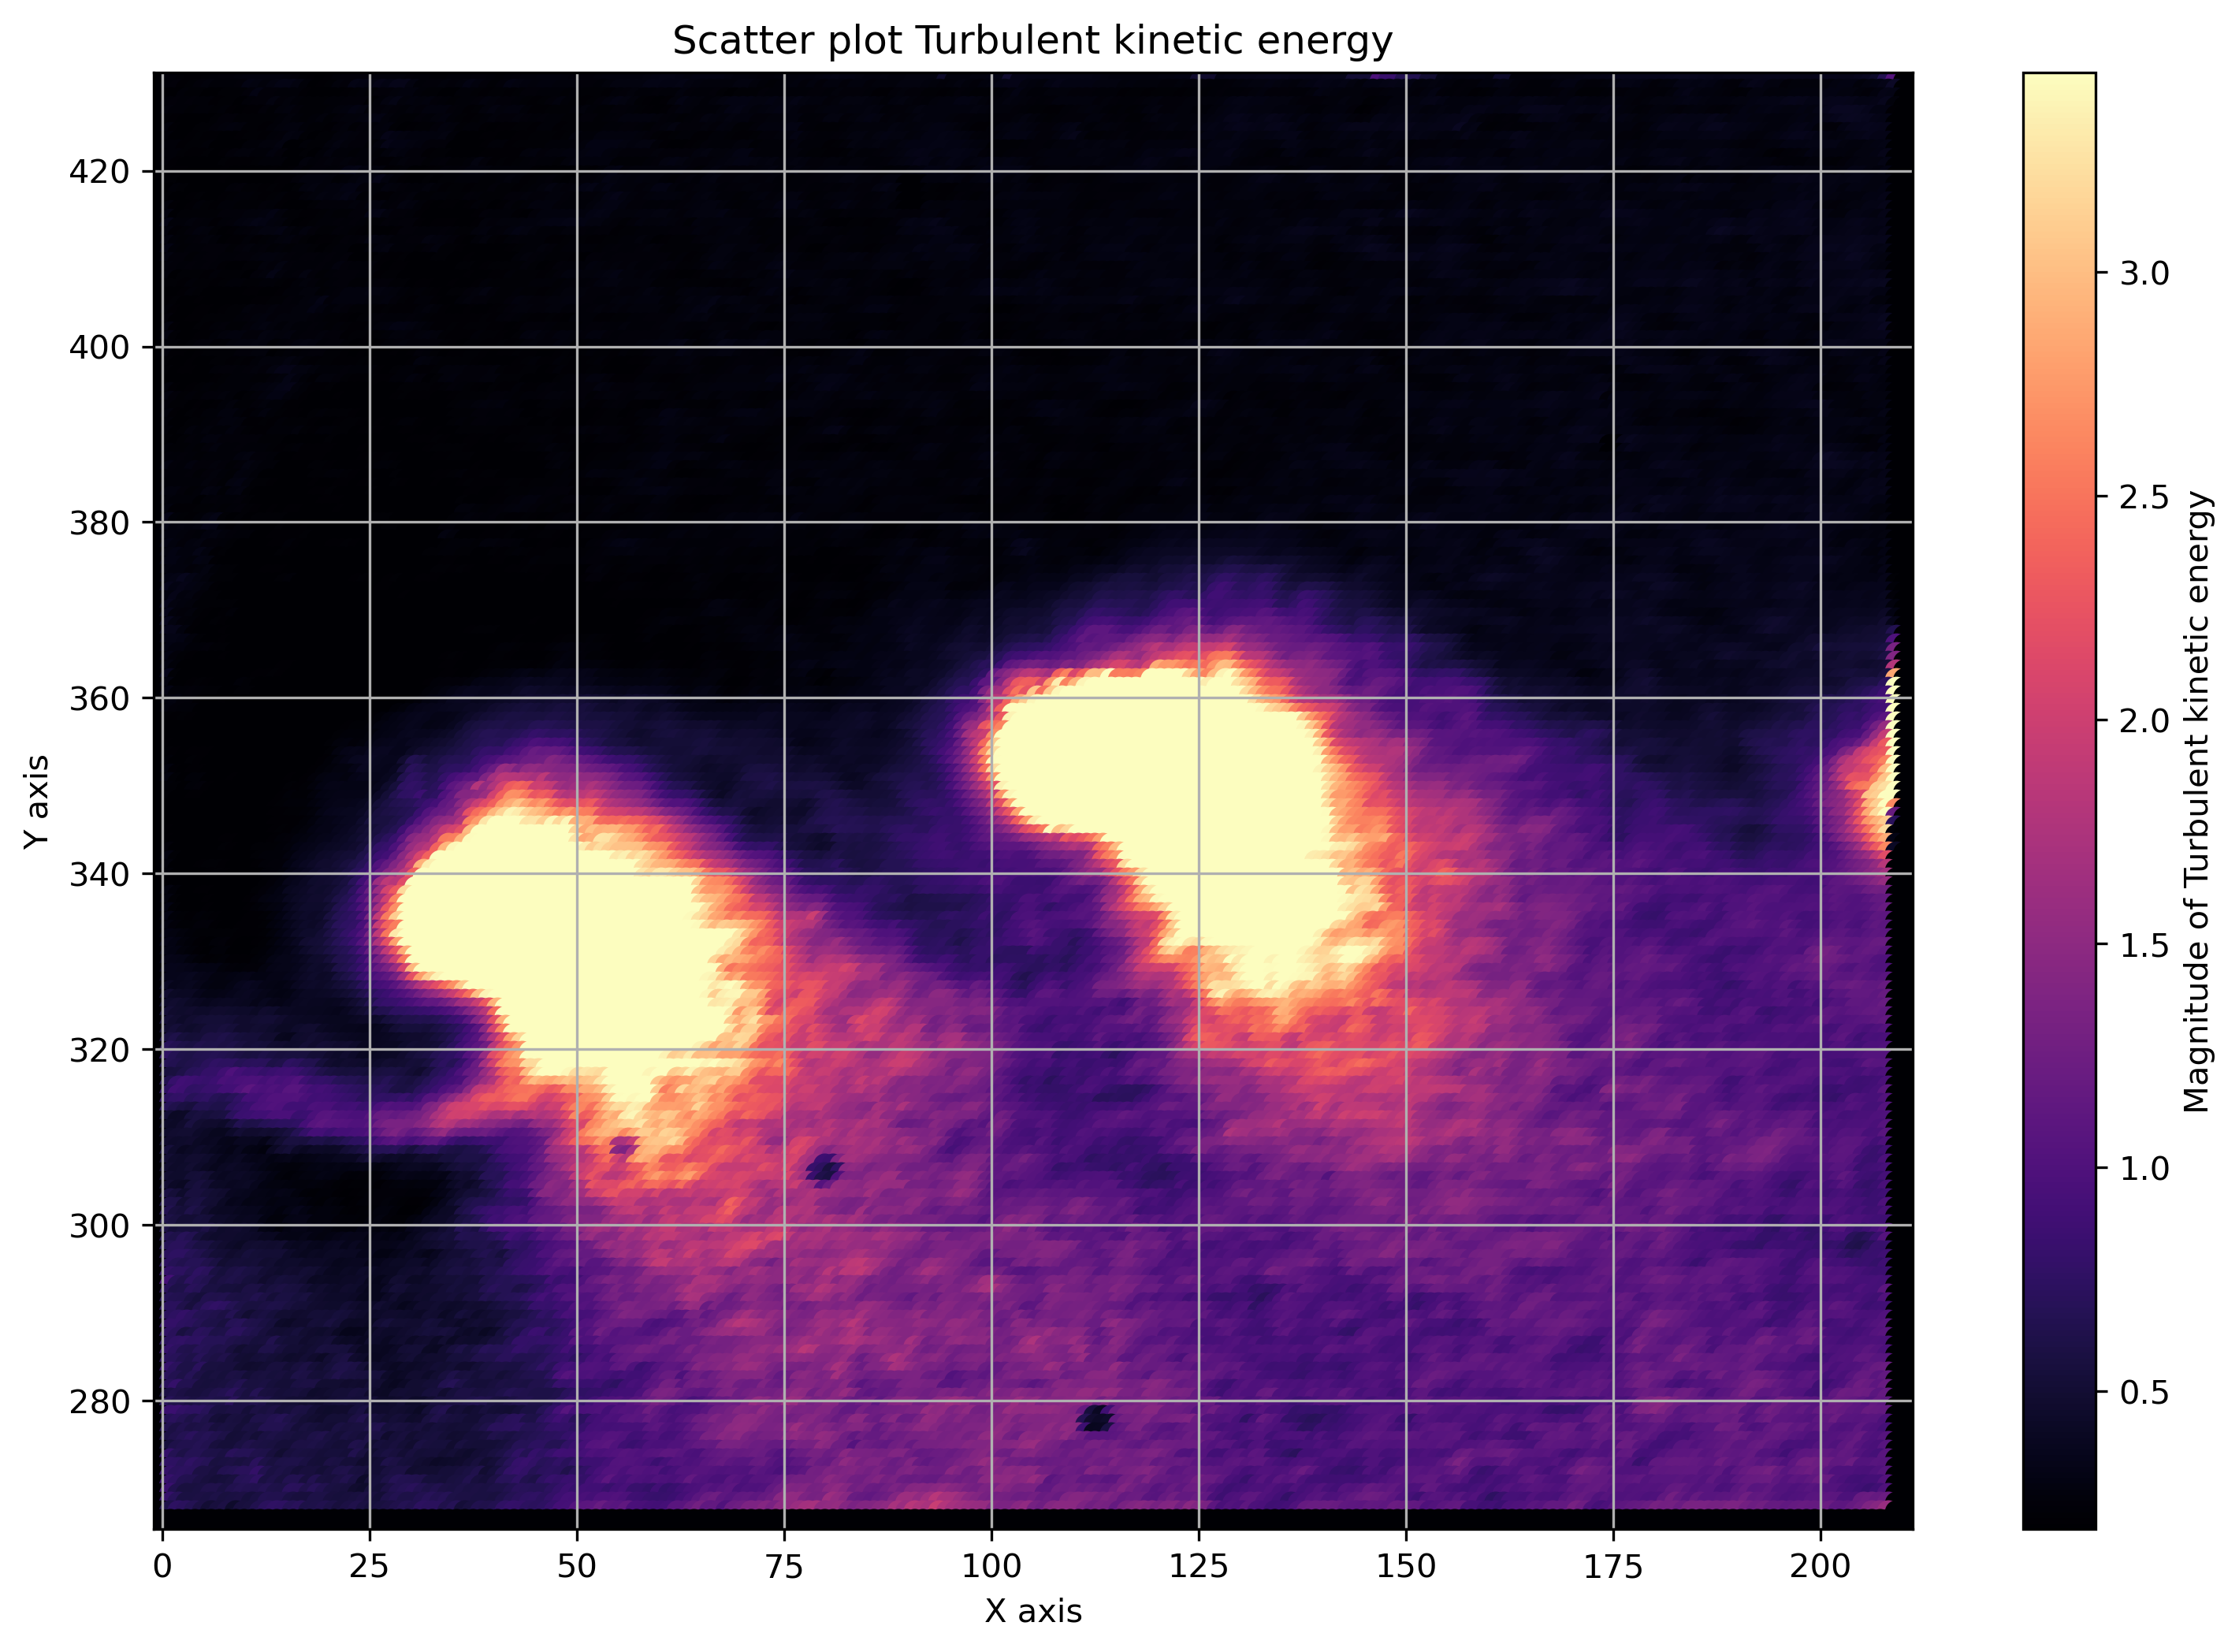 Scatter plot Turbulent kinetic energy
420
400
380
360
340
320
300
280
Y axis
0 25 50 75 100 125 150 175 200
X axis
3.0
2.5
2.0
1.5
1.0
0.5
Magnitude of Turbulent kinetic energy